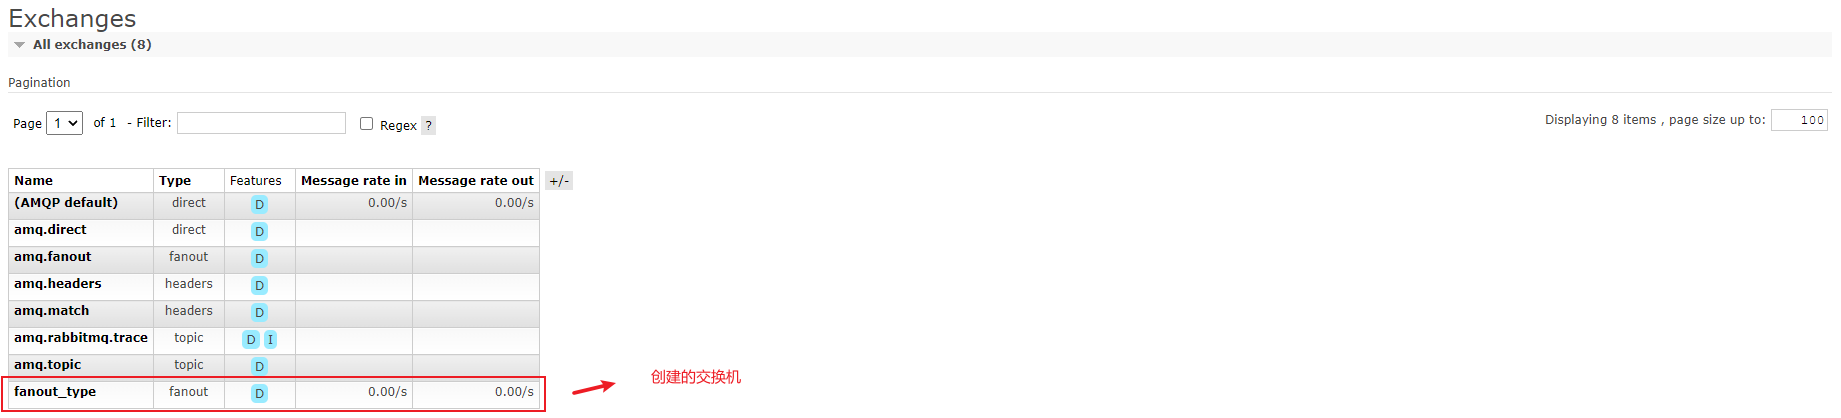 Exchanges
All exchanges (8)
Pagination
Page 1 of 1 - Filter: Regex ? Displaying 8 items , page size up to: 100
Name Type Features Message rate in Message rate out +/-
(AMQP default) direct D 0.00/s 0.00/s
amq.direct direct D
amq.fanout fanout D
amq.headers headers D
amq.match headers D
amq.rabbitmq.trace topic D I
amq.topic topic D
fanout_type fanout D 0.00/s 0.00/s 创建的交换机